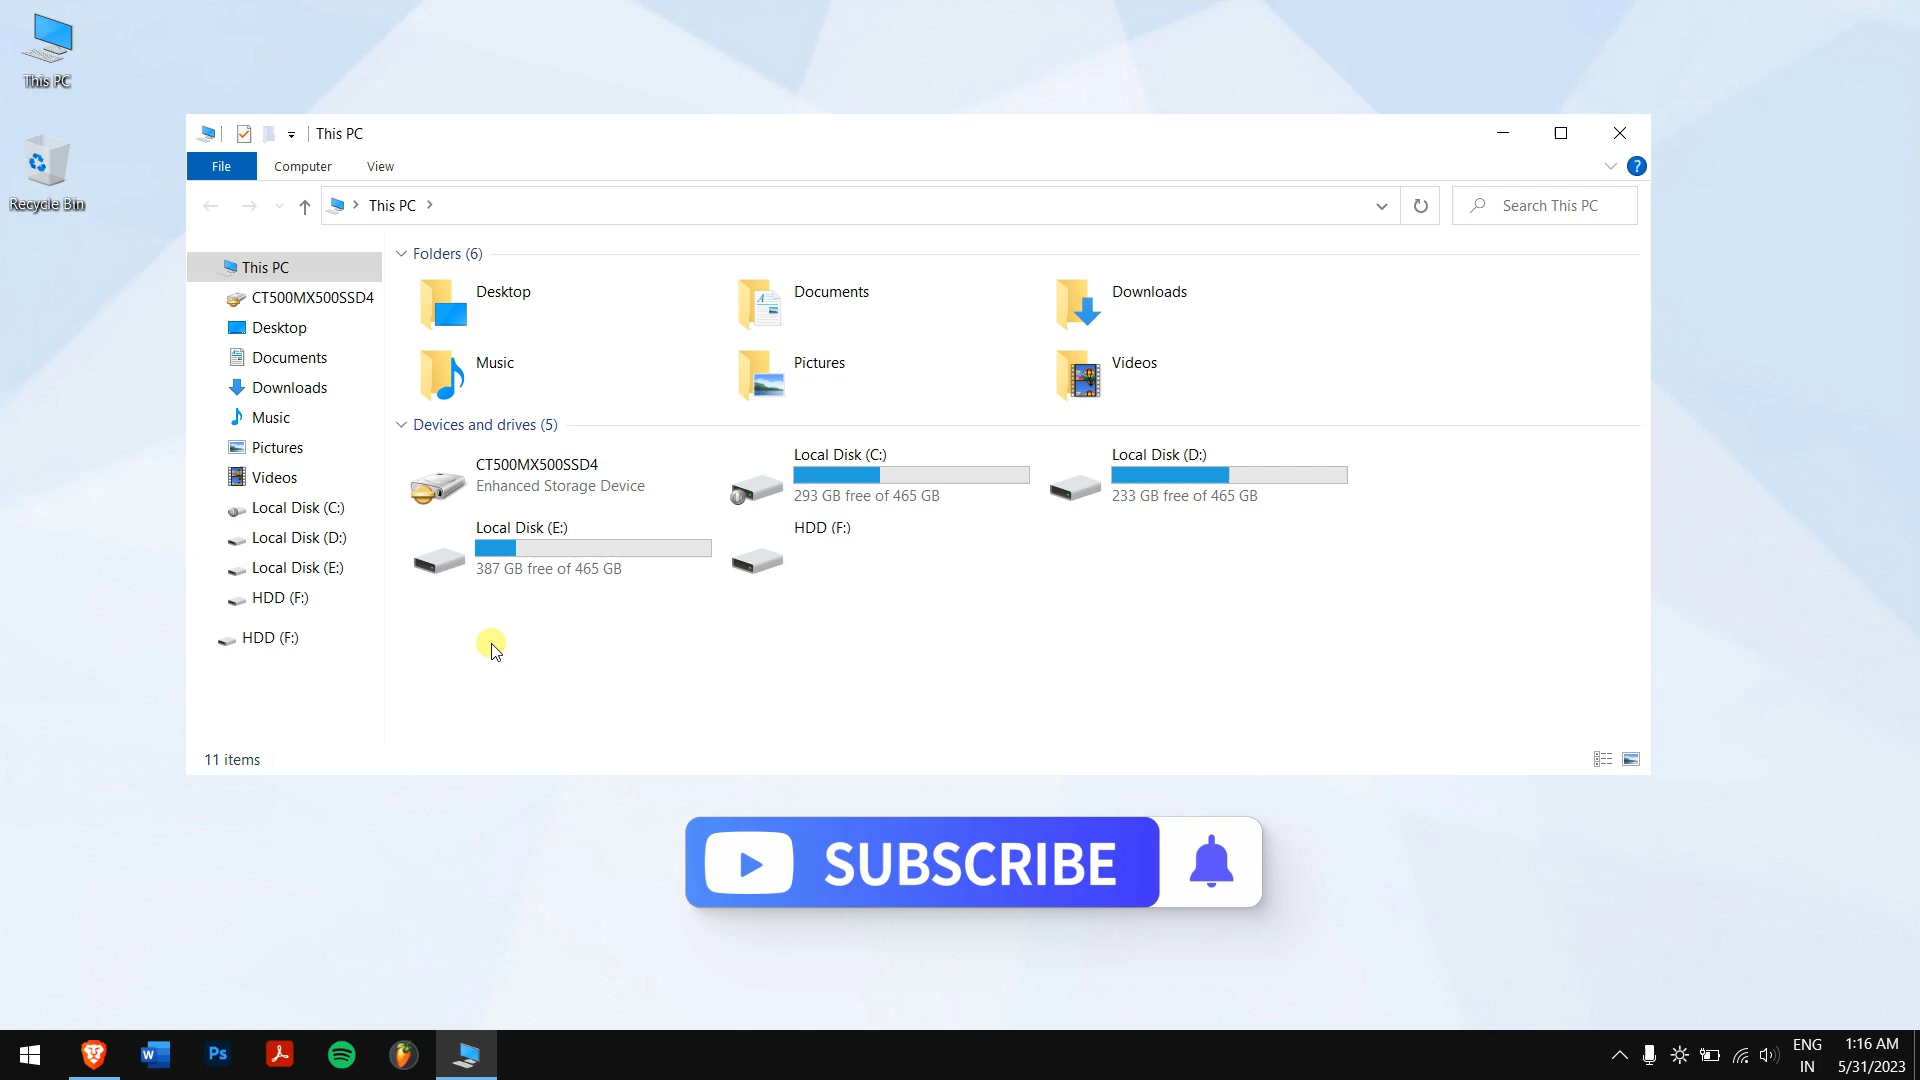 This PC
Recycle Bin
This PC
File
Computer
View
?
This PC
Search This PC
This PC
CT500MX500SSD4
Desktop
Documents
Downloads
Music
Pictures
Videos
Local Disk (C:)
Local Disk (D:)
Local Disk (E:)
HDD (F:)
HDD (F:)
Folders (6)
Desktop
Documents
Downloads
Music
Pictures
Videos
Devices and drives (5)
CT500MX500SSD4
Enhanced Storage Device
Local Disk (C:)
293 GB free of 465 GB
Local Disk (D:)
233 GB free of 465 GB
Local Disk (E:)
387 GB free of 465 GB
HDD (F:)
11 items
SUBSCRIBE
W
Ps
ENG
IN
1:16 AM
5/31/2023